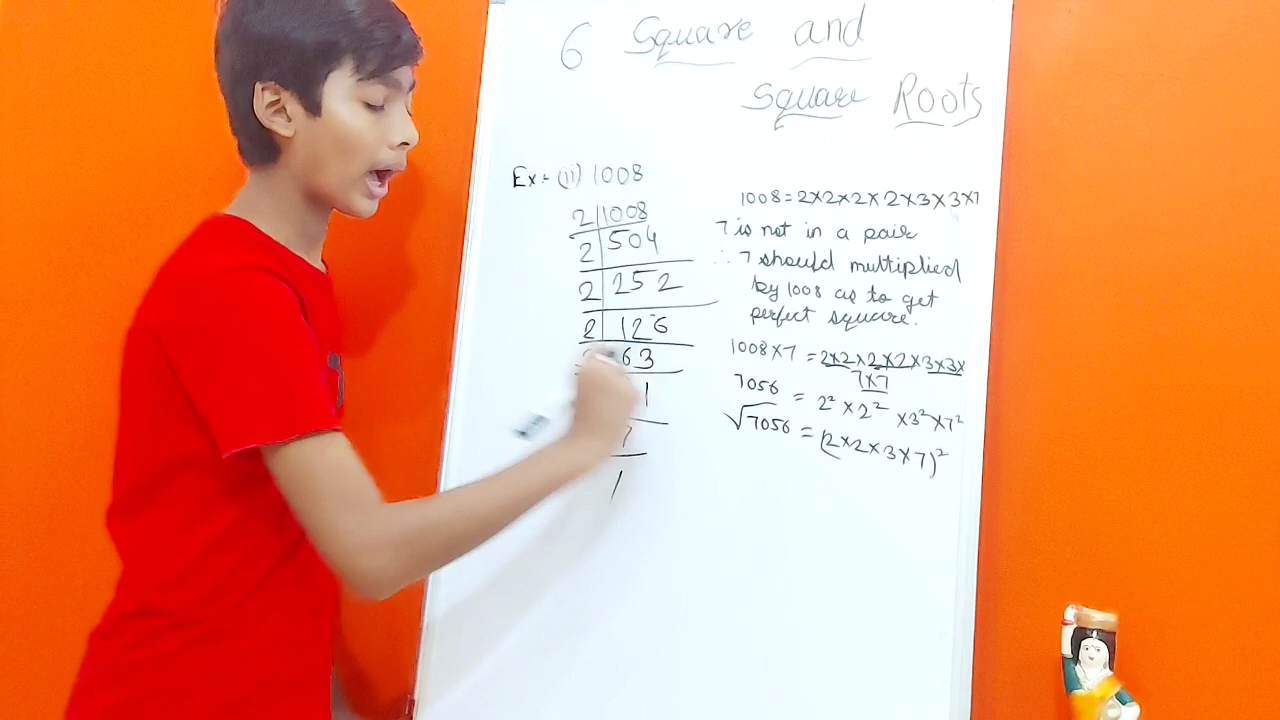 6 Square and
Square Roots
Ex:- (ii) 1008
2 1008
2 504
2 252
2 126
63
1
7
1
1008=2×2×2×2×3×3×7
7 is not in a pair
∴ 7 should multiplied
by 1008 as to get
perfect square.
1008×7 = 2×2×2×2×3×3×
7×7
7056 = 2²×2²×3²×7²
√7056 = (2×2×3×7)²